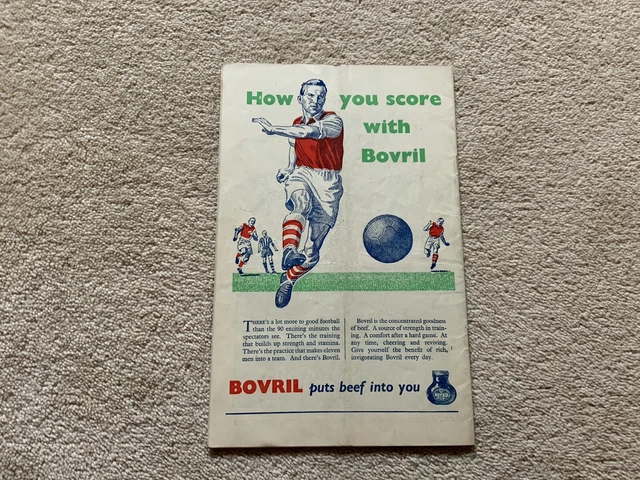 How you score
with
Bovril
THERE'S a lot more to good football
than the 90 exciting minutes the
spectators see. There's the training
that builds up strength and stamina.
There's the practice that makes eleven
men into a team. And there's Bovril.
Bovril is the concentrated goodness
of beef. A source of strength in train-
ing. A comfort after a hard game. At
any time, cheering and reviving.
Give yourself the benefit of rich,
invigorating Bovril every day.
BOVRIL puts beef into you
BOVRIL